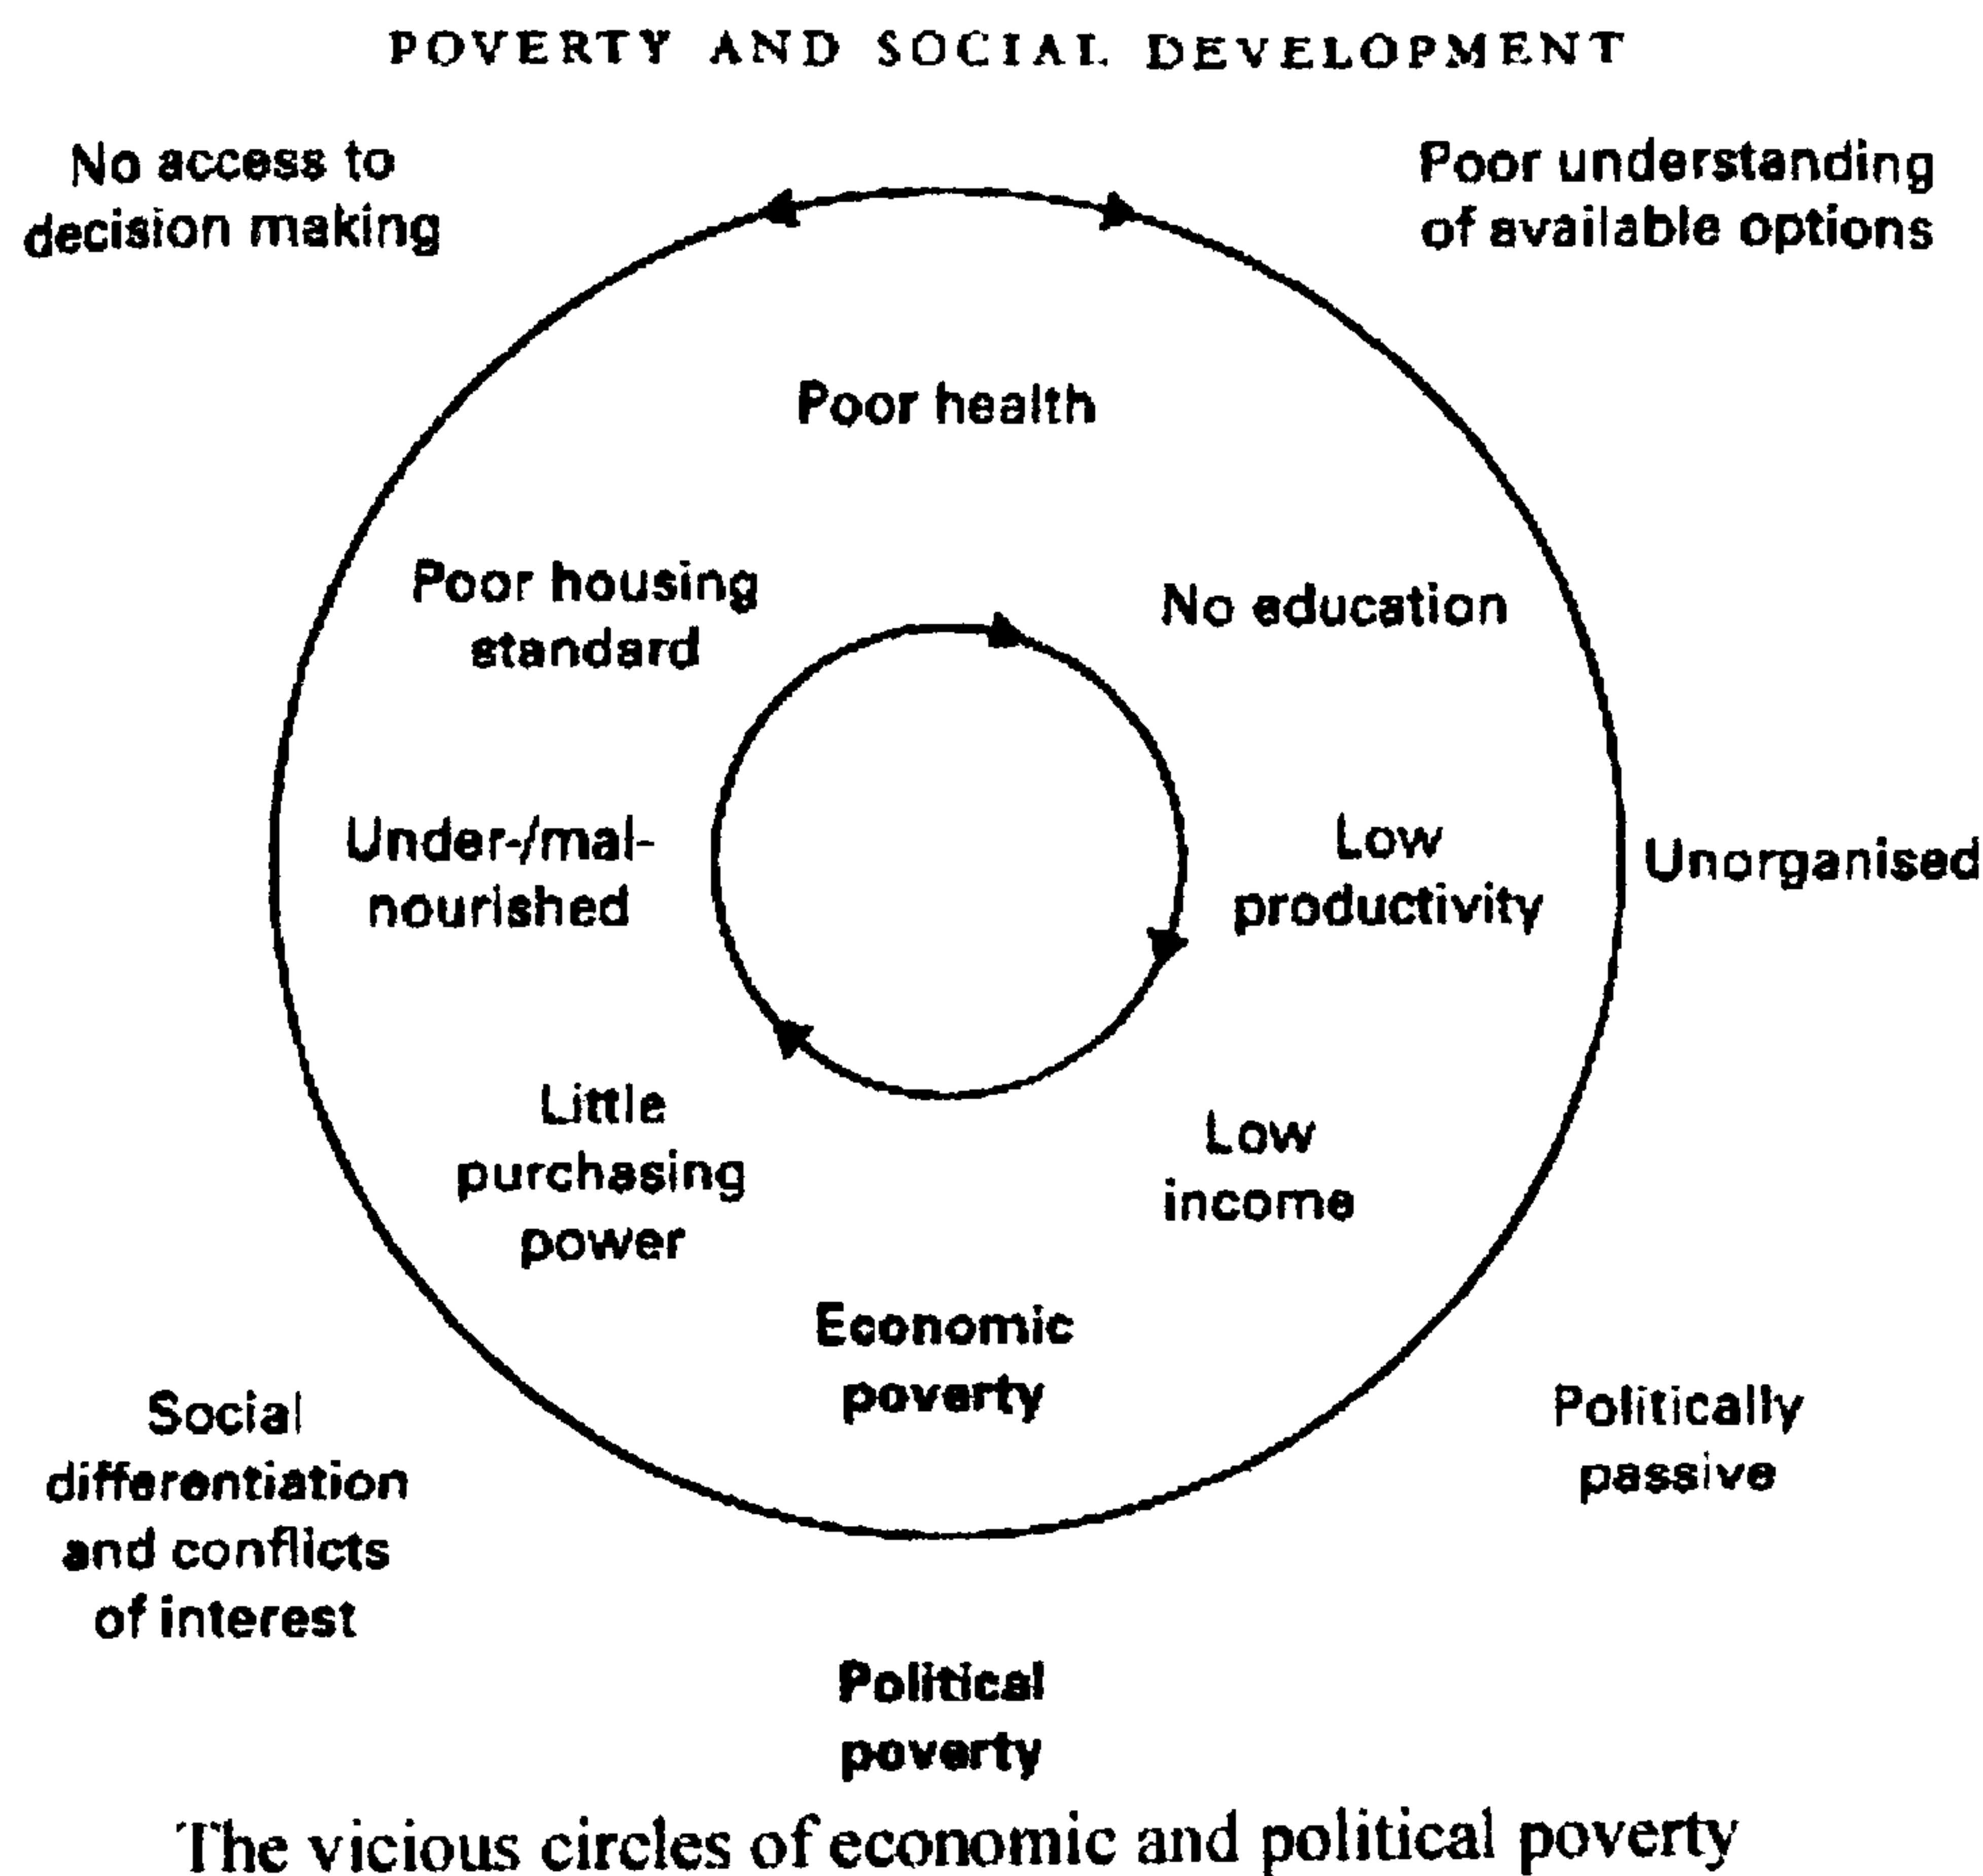 POVERTY AND SOCIAL DEVELOPMENT
No access to
decision making
Poor understanding
of available options
Poor health
Poor housing
standard
No education
Under-/mal-
nourished
Low
productivity
Unorganised
Little
purchasing
power
Low
income
Economic
poverty
Social
differentiation
and conflicts
of interest
Politically
passive
Political
poverty
The vicious circles of economic and political poverty